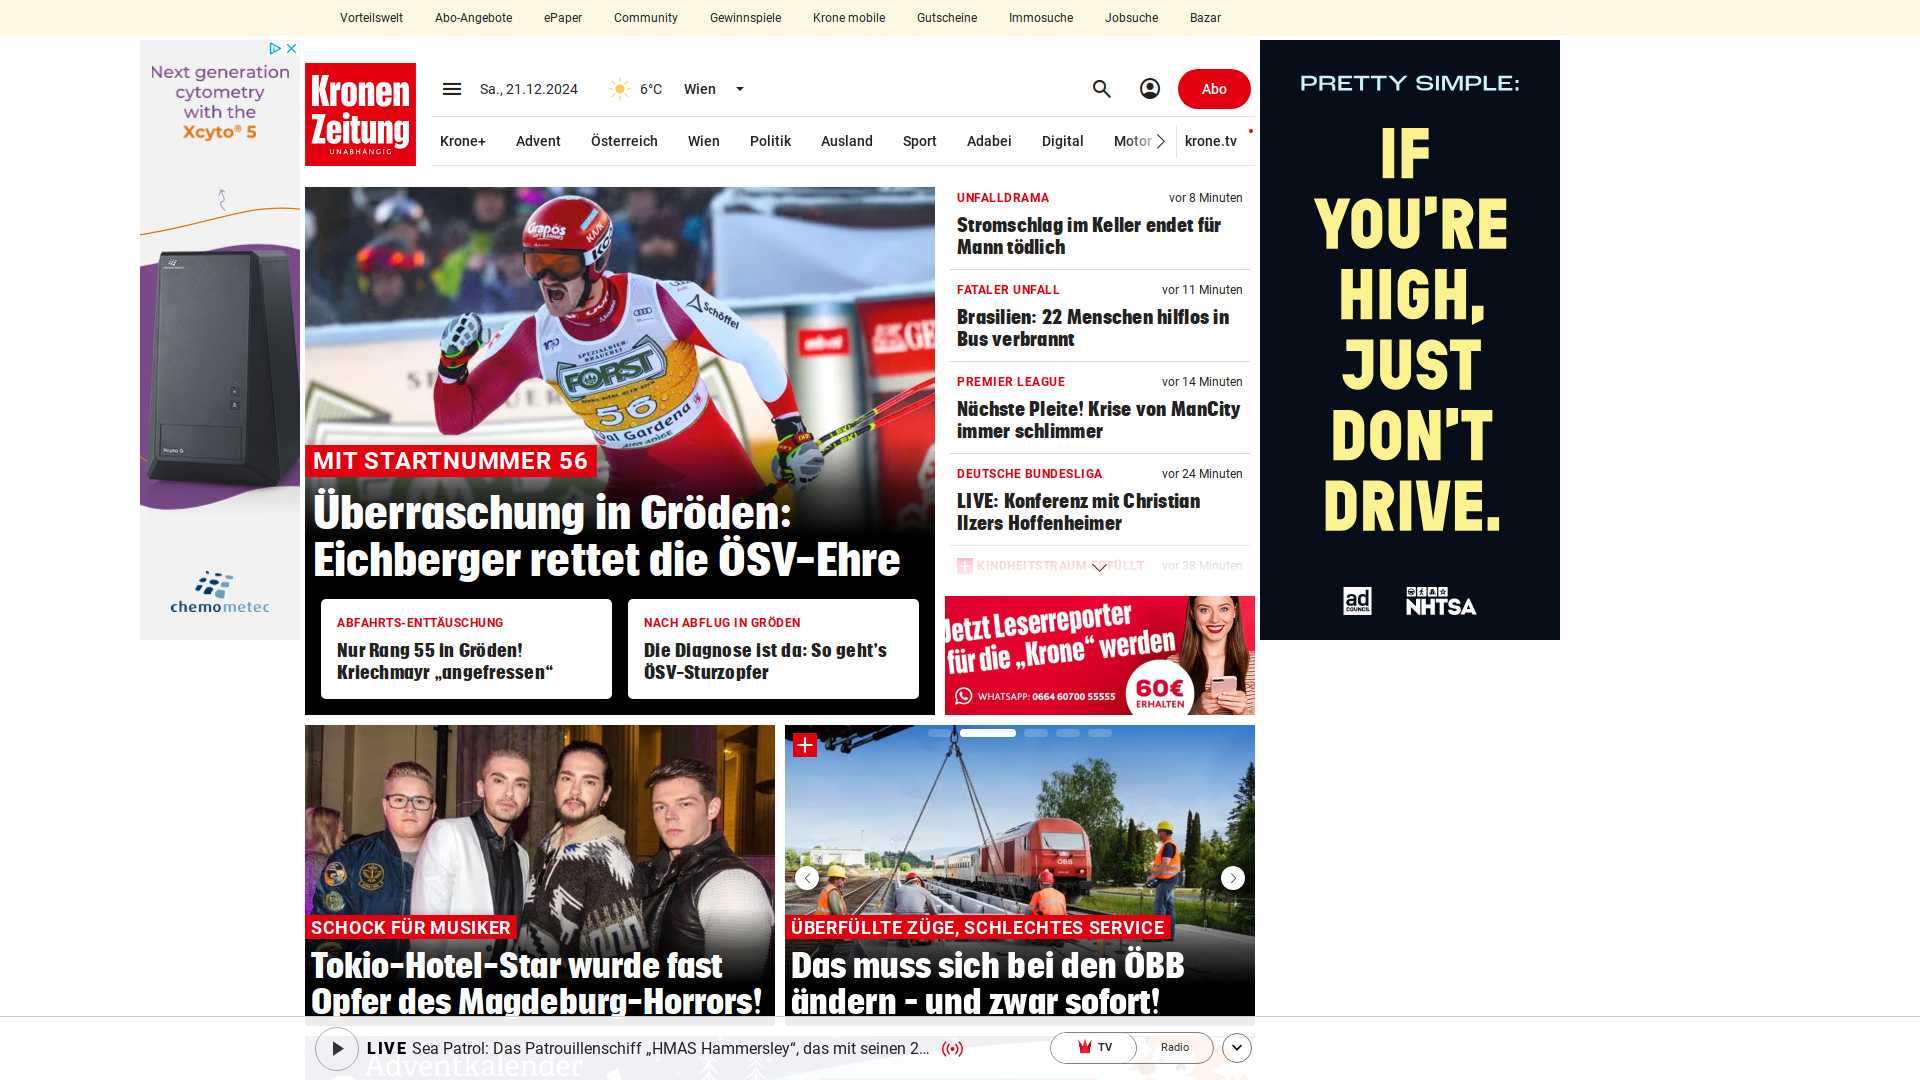 Vorteilswelt Abo-Angebote ePaper Community Gewinnspiele Krone mobile Gutscheine Immosuche Jobsuche Bazar
Next generation
cytometry
with the
Xcyto® 5
chemometec
Kronen
Zeitung
UNABHÄNGIG
Sa., 21.12.2024 6°C Wien Abo
Krone+ Advent Österreich Wien Politik Ausland Sport Adabei Digital Motor krone.tv
PRETTY SIMPLE:
IF
YOU'RE
HIGH,
JUST
DON'T
DRIVE.
ad
COUNCIL
NHTSA
Grapos
Schöffel
FORST
56
Val Gardena
MIT STARTNUMMER 56
Überraschung in Gröden:
Eichberger rettet die ÖSV-Ehre
ABFAHRTS-ENTTÄUSCHUNG
Nur Rang 55 in Gröden!
Kriechmayr „angefressen“
NACH ABFLUG IN GRÖDEN
Die Diagnose ist da: So geht’s
ÖSV-Sturzopfer
UNFALLDRAMA vor 8 Minuten
Stromschlag im Keller endet für
Mann tödlich
FATALER UNFALL vor 11 Minuten
Brasilien: 22 Menschen hilflos in
Bus verbrannt
PREMIER LEAGUE vor 14 Minuten
Nächste Pleite! Krise von ManCity
immer schlimmer
DEUTSCHE BUNDESLIGA vor 24 Minuten
LIVE: Konferenz mit Christian
Ilzers Hoffenheimer
KINDHEITSTRAUM ERFÜLLT vor 38 Minuten
Jetzt Leserreporter
für die „Krone“ werden
WHATSAPP: 0664 60700 55555
60€
ERHALTEN
SCHOCK FÜR MUSIKER
Tokio-Hotel-Star wurde fast
Opfer des Magdeburg-Horrors!
ÖBB
ÜBERFÜLLTE ZÜGE, SCHLECHTES SERVICE
Das muss sich bei den ÖBB
ändern – und zwar sofort!
LIVE Sea Patrol: Das Patrouillenschiff „HMAS Hammersley“, das mit seinen 2... TV Radio
Adventkalender